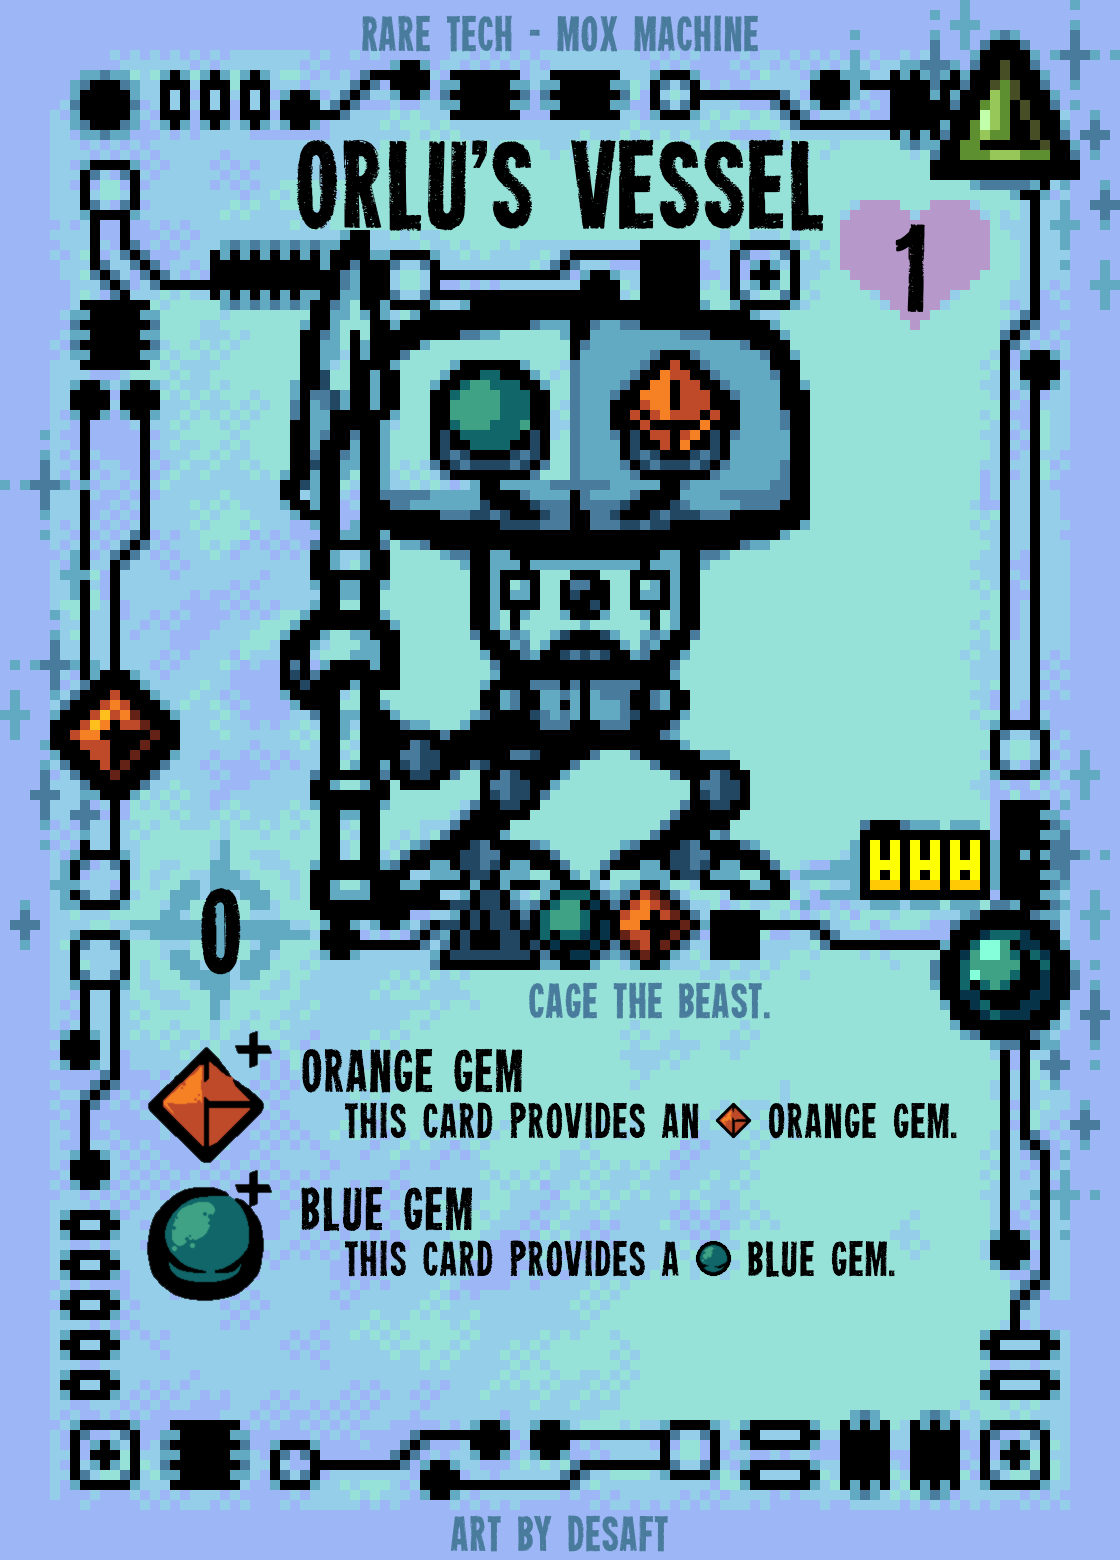 RARE TECH - MOX MACHINE
ORLU'S VESSEL
1
0
CAGE THE BEAST.
ORANGE GEM
THIS CARD PROVIDES AN ORANGE GEM.
BLUE GEM
THIS CARD PROVIDES A BLUE GEM.
ART BY DESAFT